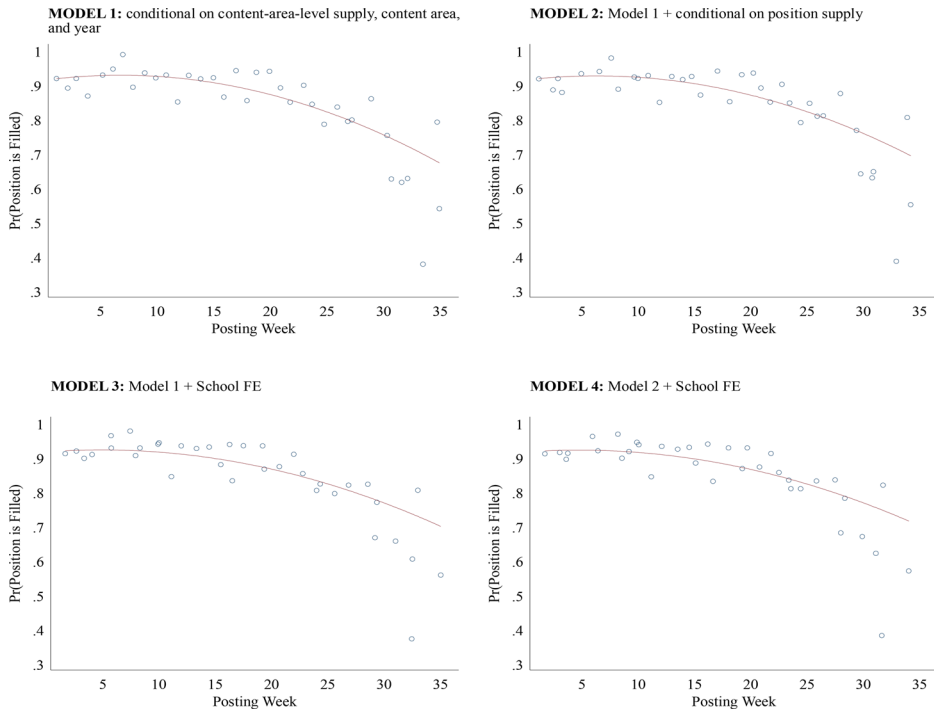 MODEL 1: conditional on content-area-level supply, content area,
and year
1
.9
.8
.7
.6
.5
.4
.3
Pr(Position is Filled)
5 10 15 20 25 30 35
Posting Week
MODEL 2: Model 1 + conditional on position supply
1
.9
.8
.7
.6
.5
.4
.3
Pr(Position is Filled)
5 10 15 20 25 30 35
Posting Week
MODEL 3: Model 1 + School FE
1
.9
.8
.7
.6
.5
.4
.3
Pr(Position is Filled)
5 10 15 20 25 30 35
Posting Week
MODEL 4: Model 2 + School FE
1
.9
.8
.7
.6
.5
.4
.3
Pr(Position is Filled)
5 10 15 20 25 30 35
Posting Week